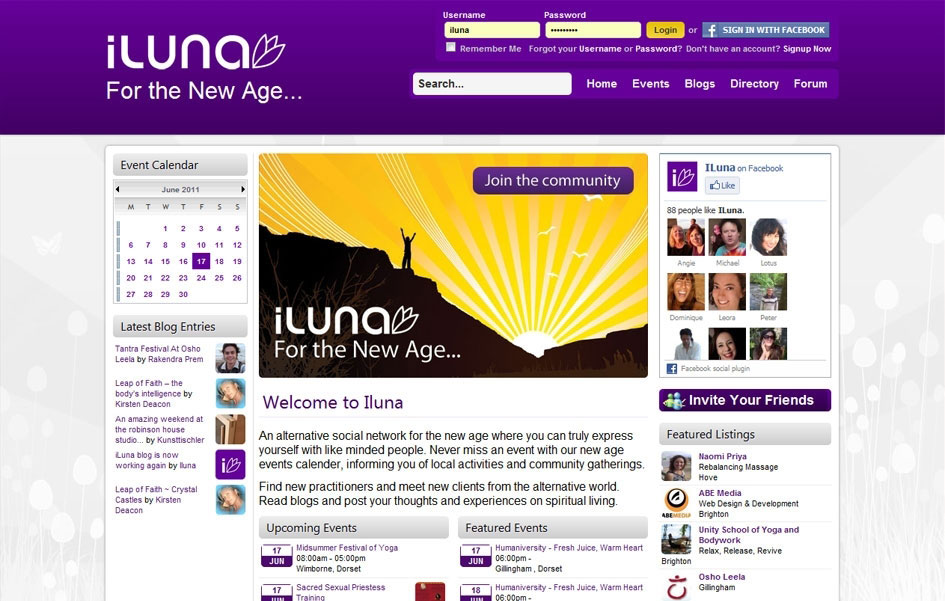 Username
Password
iluna
•••••••••
Login
or
f SIGN IN WITH FACEBOOK
Remember Me
Forgot your Username or Password? Don't have an account? Signup Now
iLUNA
For the New Age...
Search...
Home
Events
Blogs
Directory
Forum
Event Calendar
June 2011
M T W T F S S
1 2 3 4 5
6 7 8 9 10 11 12
13 14 15 16 17 18 19
20 21 22 23 24 25 26
27 28 29 30
Latest Blog Entries
Tantra Festival At Osho
Leela by Rakendra Prem
Leap of Faith – the
body's intelligence by
Kirsten Deacon
An amazing weekend at
the robinson house
studio... by Kunsttischler
iLuna blog is now
working again by iluna
Leap of Faith ~ Crystal
Castles by Kirsten
Deacon
Join the community
iLUNA
For the New Age...
Welcome to Iluna
An alternative social network for the new age where you can truly express
yourself with like minded people. Never miss an event with our new age
events calender, informing you of local activities and community gatherings.
Find new practitioners and meet new clients from the alternative world.
Read blogs and post your thoughts and experiences on spiritual living.
Upcoming Events
17
JUN
Midsummer Festival of Yoga
08:00am - 05:00pm
Wimborne, Dorset
17
JUN
Sacred Sexual Priestess
Training
Featured Events
17
JUN
Humaniversity - Fresh Juice, Warm Heart
06:00pm -
Gillingham , Dorset
18
JUN
Humaniversity - Fresh Juice, Warm Heart
06:00pm -
ILuna on Facebook
Like
88 people like ILuna.
Angie
Michael
Lotus
Dominique
Leora
Peter
Facebook social plugin
Invite Your Friends
Featured Listings
Naomi Priya
Rebalancing Massage
Hove
ABE Media
Web Design & Development
Brighton
ABEMEDIA
Unity School of Yoga and
Bodywork
Relax, Release, Revive
Brighton
Osho Leela
Gillingham